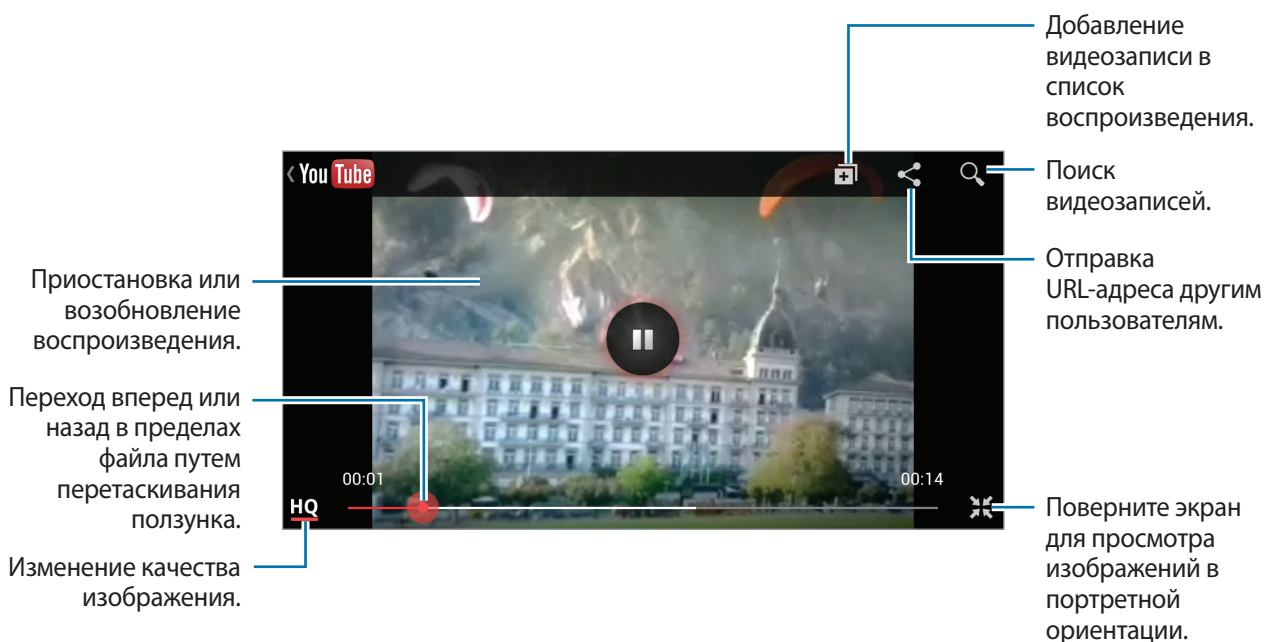 Добавление
видеозаписи в
список
воспроизведения.
Поиск
видеозаписей.
Отправка
URL-адреса другим
пользователям.
Поверните экран
для просмотра
изображений в
портретной
ориентации.
Приостановка или
возобновление
воспроизведения.
Переход вперед или
назад в пределах
файла путем
перетаскивания
ползунка.
Изменение качества
изображения.
You Tube
00:01
00:14
HQ